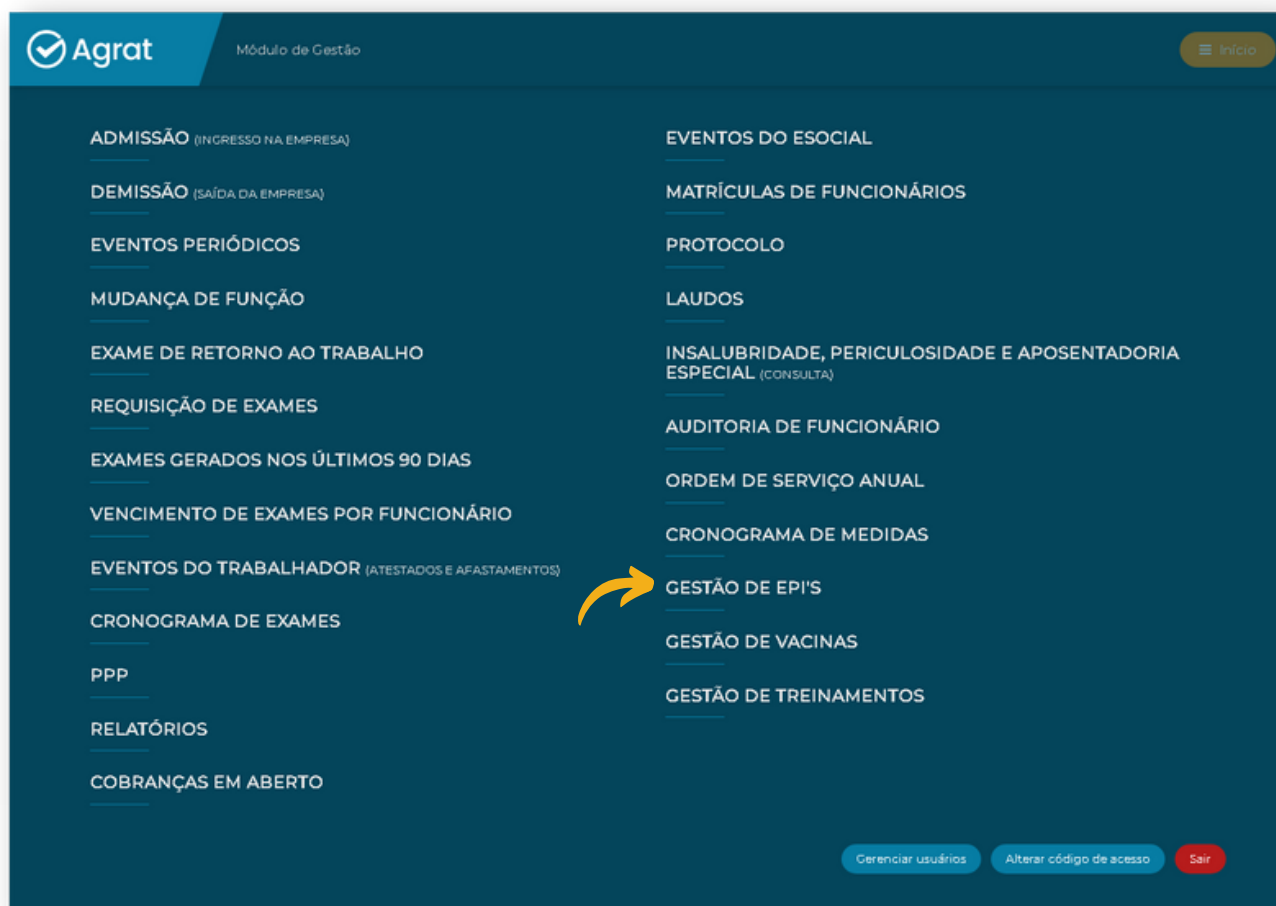 Agrat
Módulo de Gestão
Início
ADMISSÃO (INGRESSO NA EMPRESA)
DEMISSÃO (SAÍDA DA EMPRESA)
EVENTOS PERIÓDICOS
MUDANÇA DE FUNÇÃO
EXAME DE RETORNO AO TRABALHO
REQUISIÇÃO DE EXAMES
EXAMES GERADOS NOS ÚLTIMOS 90 DIAS
VENCIMENTO DE EXAMES POR FUNCIONÁRIO
EVENTOS DO TRABALHADOR (ATESTADOS E AFASTAMENTOS)
CRONOGRAMA DE EXAMES
PPP
RELATÓRIOS
COBRANÇAS EM ABERTO
EVENTOS DO ESOCIAL
MATRÍCULAS DE FUNCIONÁRIOS
PROTOCOLO
LAUDOS
INSALUBRIDADE, PERICULOSIDADE E APOSENTADORIA
ESPECIAL (CONSULTA)
AUDITORIA DE FUNCIONÁRIO
ORDEM DE SERVIÇO ANUAL
CRONOGRAMA DE MEDIDAS
GESTÃO DE EPI'S
GESTÃO DE VACINAS
GESTÃO DE TREINAMENTOS
Gerenciar usuários
Alterar código de acesso
Sair